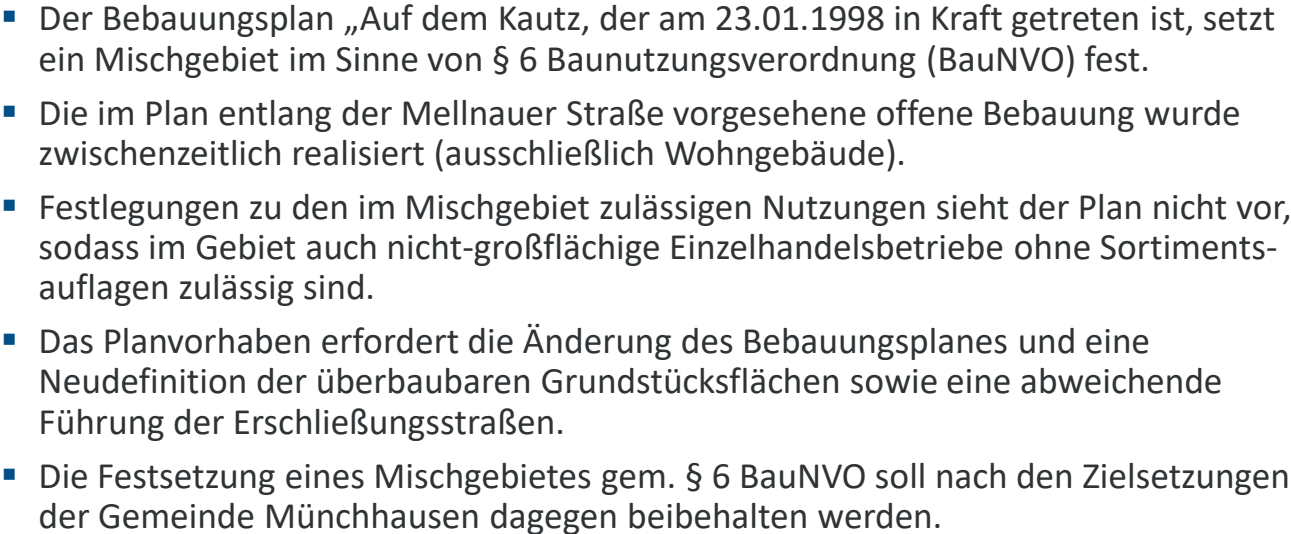 ▪ Der Bebauungsplan „Auf dem Kautz, der am 23.01.1998 in Kraft getreten ist, setzt
ein Mischgebiet im Sinne von § 6 Baunutzungsverordnung (BauNVO) fest.
▪ Die im Plan entlang der Mellnauer Straße vorgesehene offene Bebauung wurde
zwischenzeitlich realisiert (ausschließlich Wohngebäude).
▪ Festlegungen zu den im Mischgebiet zulässigen Nutzungen sieht der Plan nicht vor,
sodass im Gebiet auch nicht-großflächige Einzelhandelsbetriebe ohne Sortiments-
auflagen zulässig sind.
▪ Das Planvorhaben erfordert die Änderung des Bebauungsplanes und eine
Neudefinition der überbaubaren Grundstücksflächen sowie eine abweichende
Führung der Erschließungsstraßen.
▪ Die Festsetzung eines Mischgebietes gem. § 6 BauNVO soll nach den Zielsetzungen
der Gemeinde Münchhausen dagegen beibehalten werden.